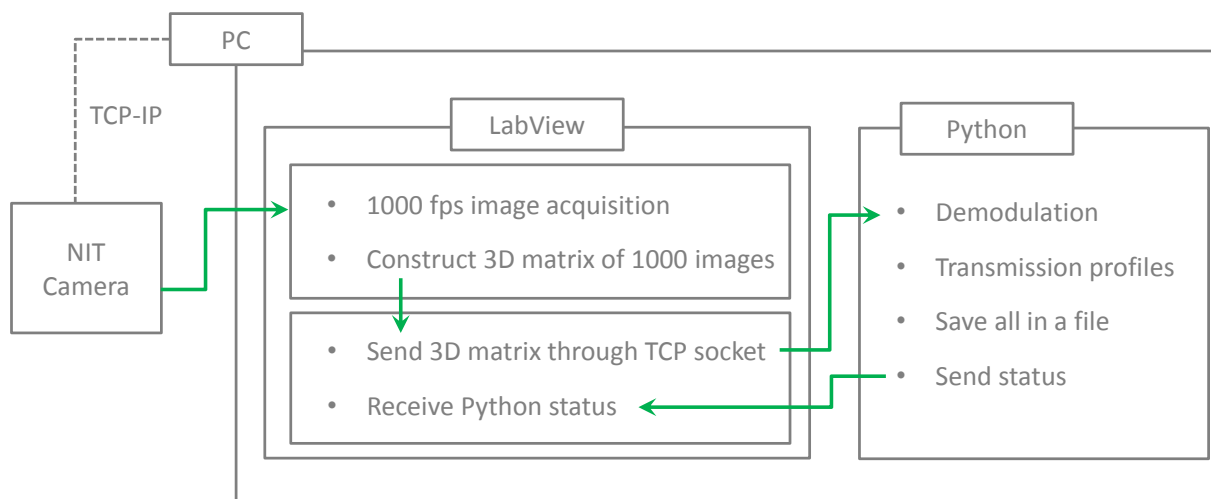 PC
TCP-IP
NIT
Camera
LabView
• 1000 fps image acquisition
• Construct 3D matrix of 1000 images
• Send 3D matrix through TCP socket
• Receive Python status
Python
• Demodulation
• Transmission profiles
• Save all in a file
• Send status